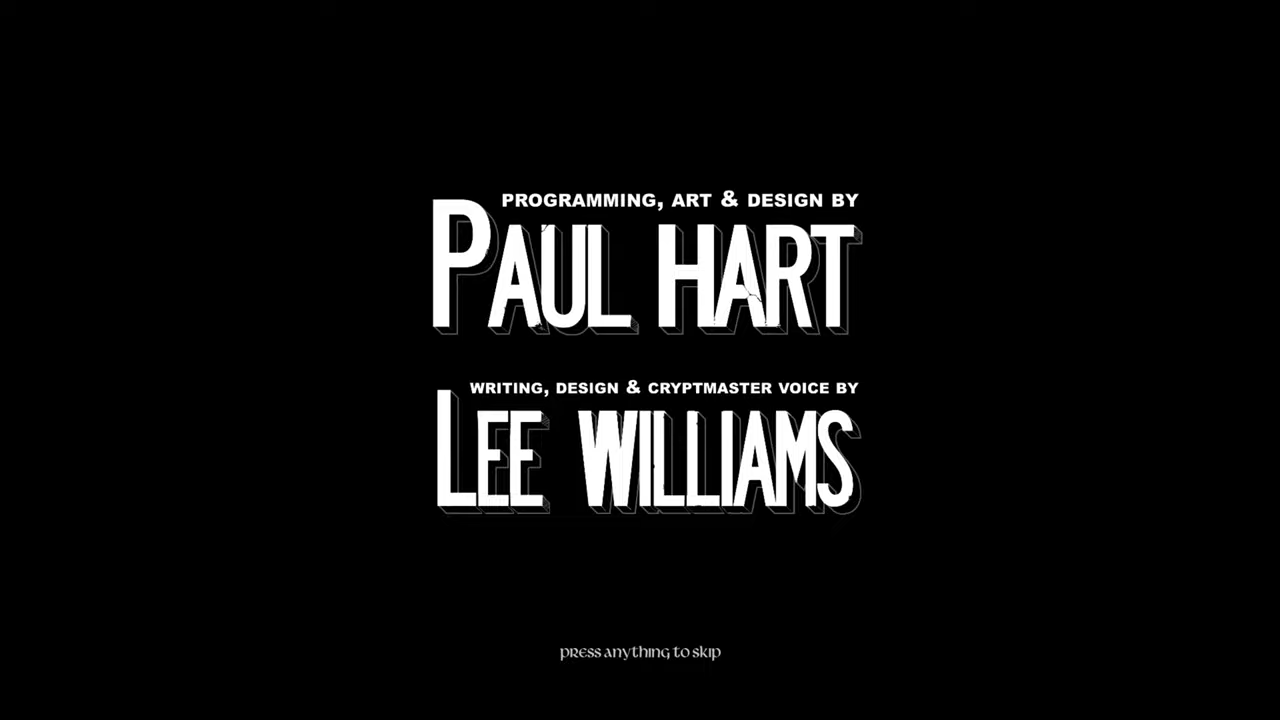 PROGRAMMING, ART & DESIGN BY
PAUL HART
WRITING, DESIGN & CRYPTMASTER VOICE BY
LEE WILLIAMS
press anything to skip